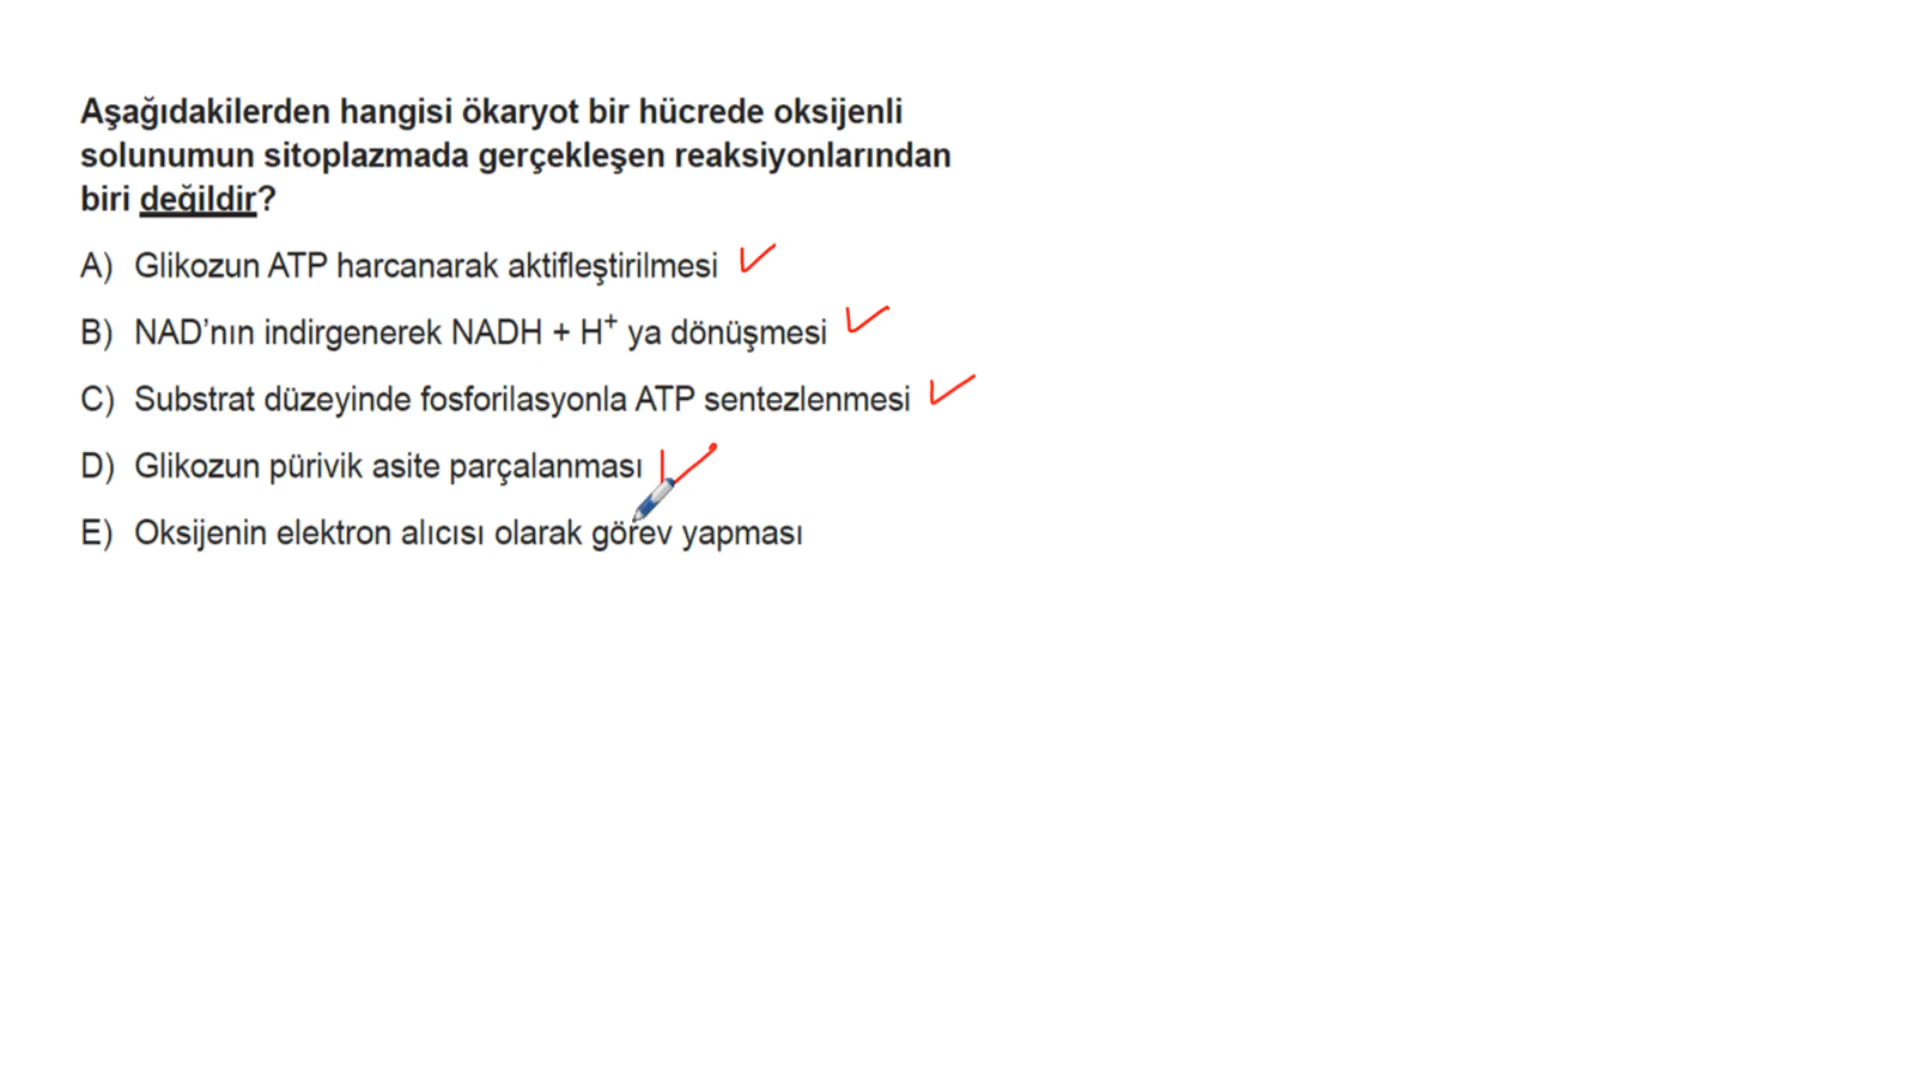 Aşağıdakilerden hangisi ökaryot bir hücrede oksijenli
solunumun sitoplazmada gerçekleşen reaksiyonlarından
biri değildir?
A) Glikozun ATP harcanarak aktifleştirilmesi
B) NAD’nın indirgenerek NADH + H⁺ ya dönüşmesi
C) Substrat düzeyinde fosforilasyonla ATP sentezlenmesi
D) Glikozun pürivik asite parçalanması
E) Oksijenin elektron alıcısı olarak görev yapması